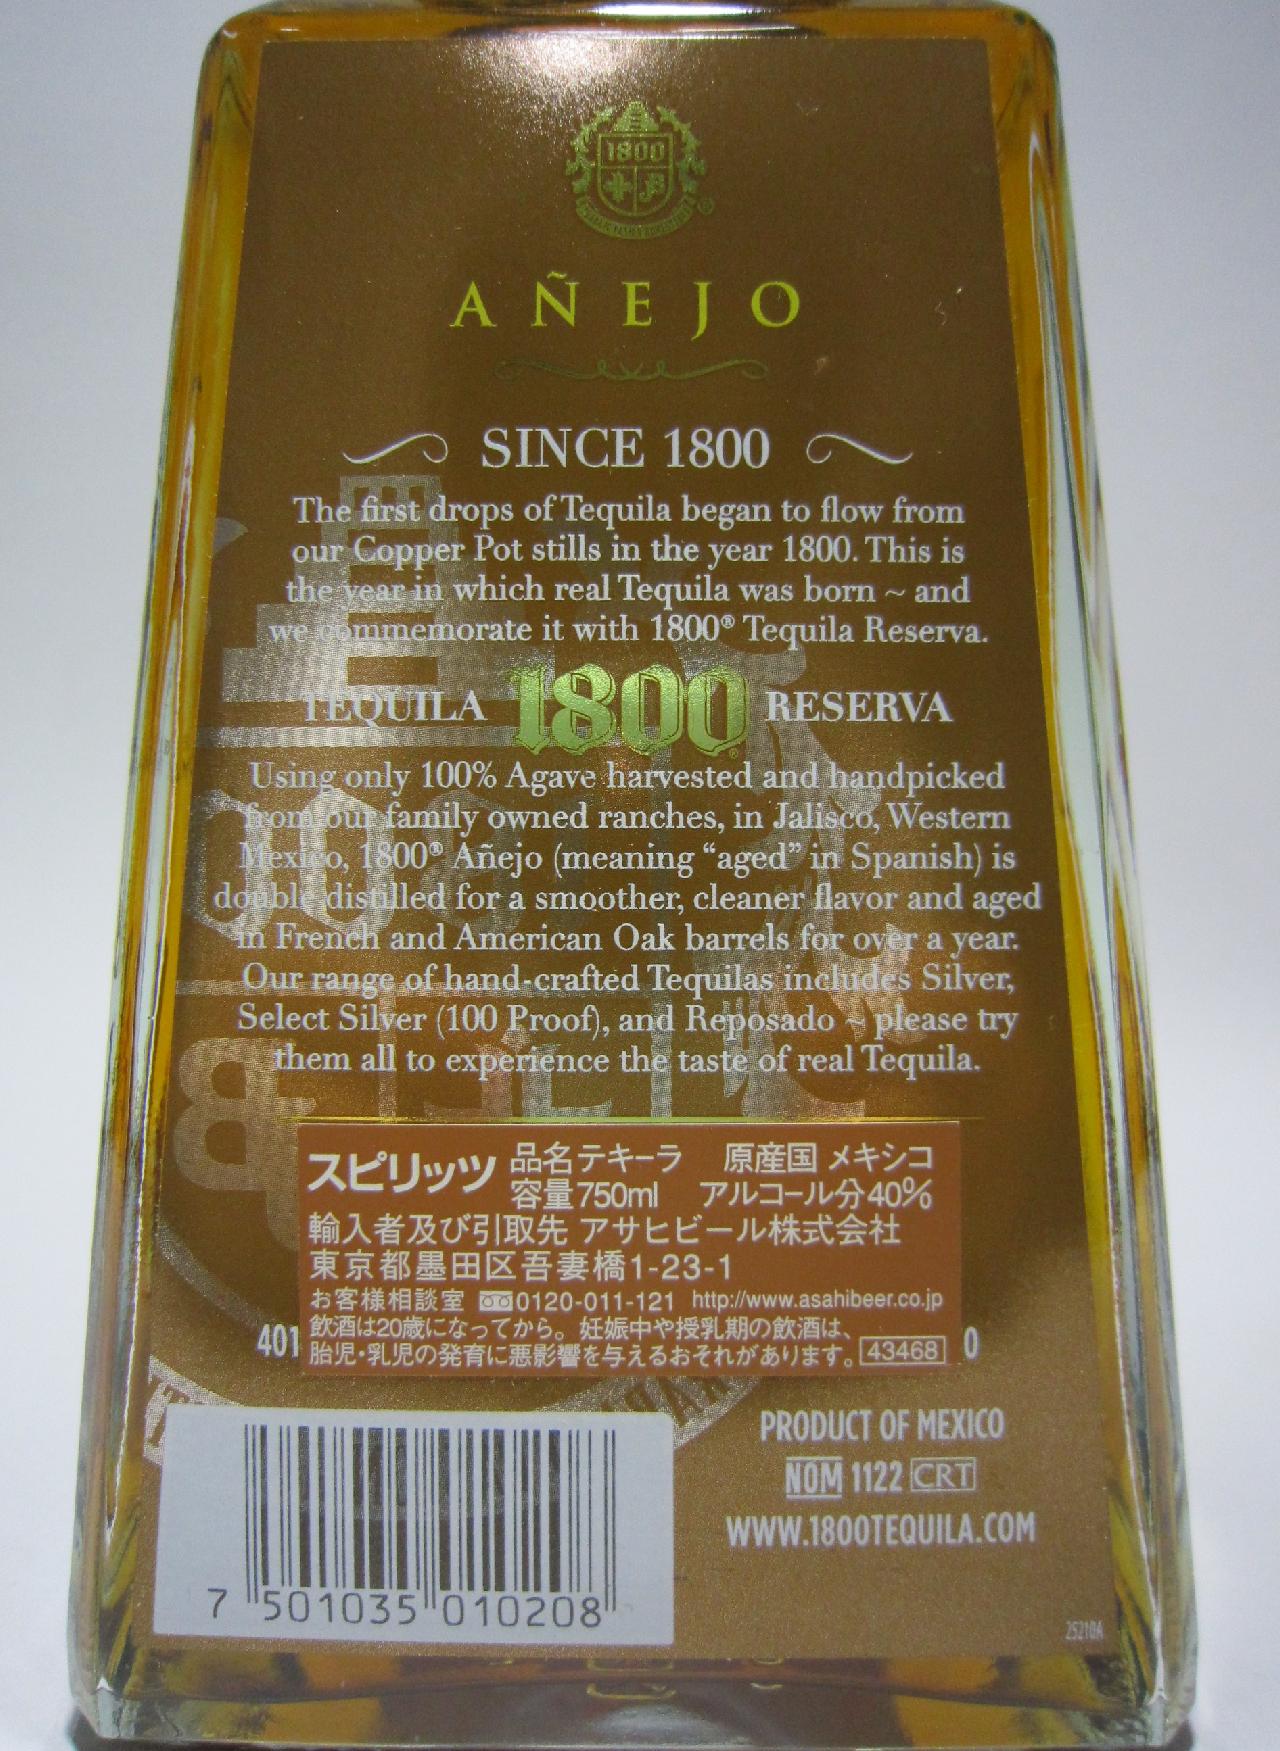 1800
®
AÑEJO
SINCE 1800
The first drops of Tequila began to flow from
our Copper Pot stills in the year 1800. This is
the year in which real Tequila was born ~ and
we commemorate it with 1800® Tequila Reserva.
TEQUILA 1800® RESERVA
Using only 100% Agave harvested and handpicked
from our family owned ranches, in Jalisco, Western
Mexico, 1800® Añejo (meaning “aged” in Spanish) is
double distilled for a smoother, cleaner flavor and aged
in French and American Oak barrels for over a year.
Our range of hand-crafted Tequilas includes Silver,
Select Silver (100 Proof), and Reposado ~ please try
them all to experience the taste of real Tequila.
スピリッツ 品名 テキーラ 原産国 メキシコ
容量 750ml アルコール分 40%
輸入者及び引取先 アサヒビール株式会社
東京都墨田区吾妻橋1-23-1
お客様相談室 0120-011-121 http://www.asahibeer.co.jp
飲酒は20歳になってから。妊娠中や授乳期の飲酒は、
胎児・乳児の発育に悪影響を与えるおそれがあります。 43468
401 0
PRODUCT OF MEXICO
NOM 1122 CRT
WWW.1800TEQUILA.COM
7 501035 010208
25210A